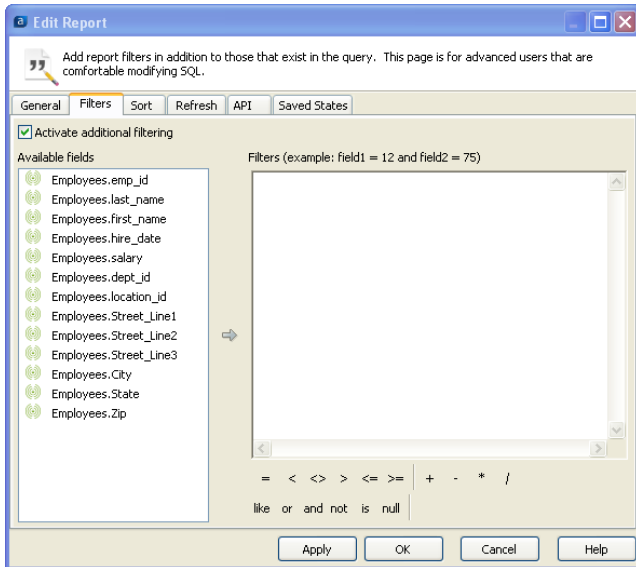 Edit Report
Add report filters in addition to those that exist in the query. This page is for advanced users that are
comfortable modifying SQL.
General Filters Sort Refresh API Saved States
Activate additional filtering
Available fields
Filters (example: field1 = 12 and field2 = 75)
Employees.emp_id
Employees.last_name
Employees.first_name
Employees.hire_date
Employees.salary
Employees.dept_id
Employees.location_id
Employees.Street_Line1
Employees.Street_Line2
Employees.Street_Line3
Employees.City
Employees.State
Employees.Zip
= < <> > <= >= + - * /
like or and not is null
Apply OK Cancel Help